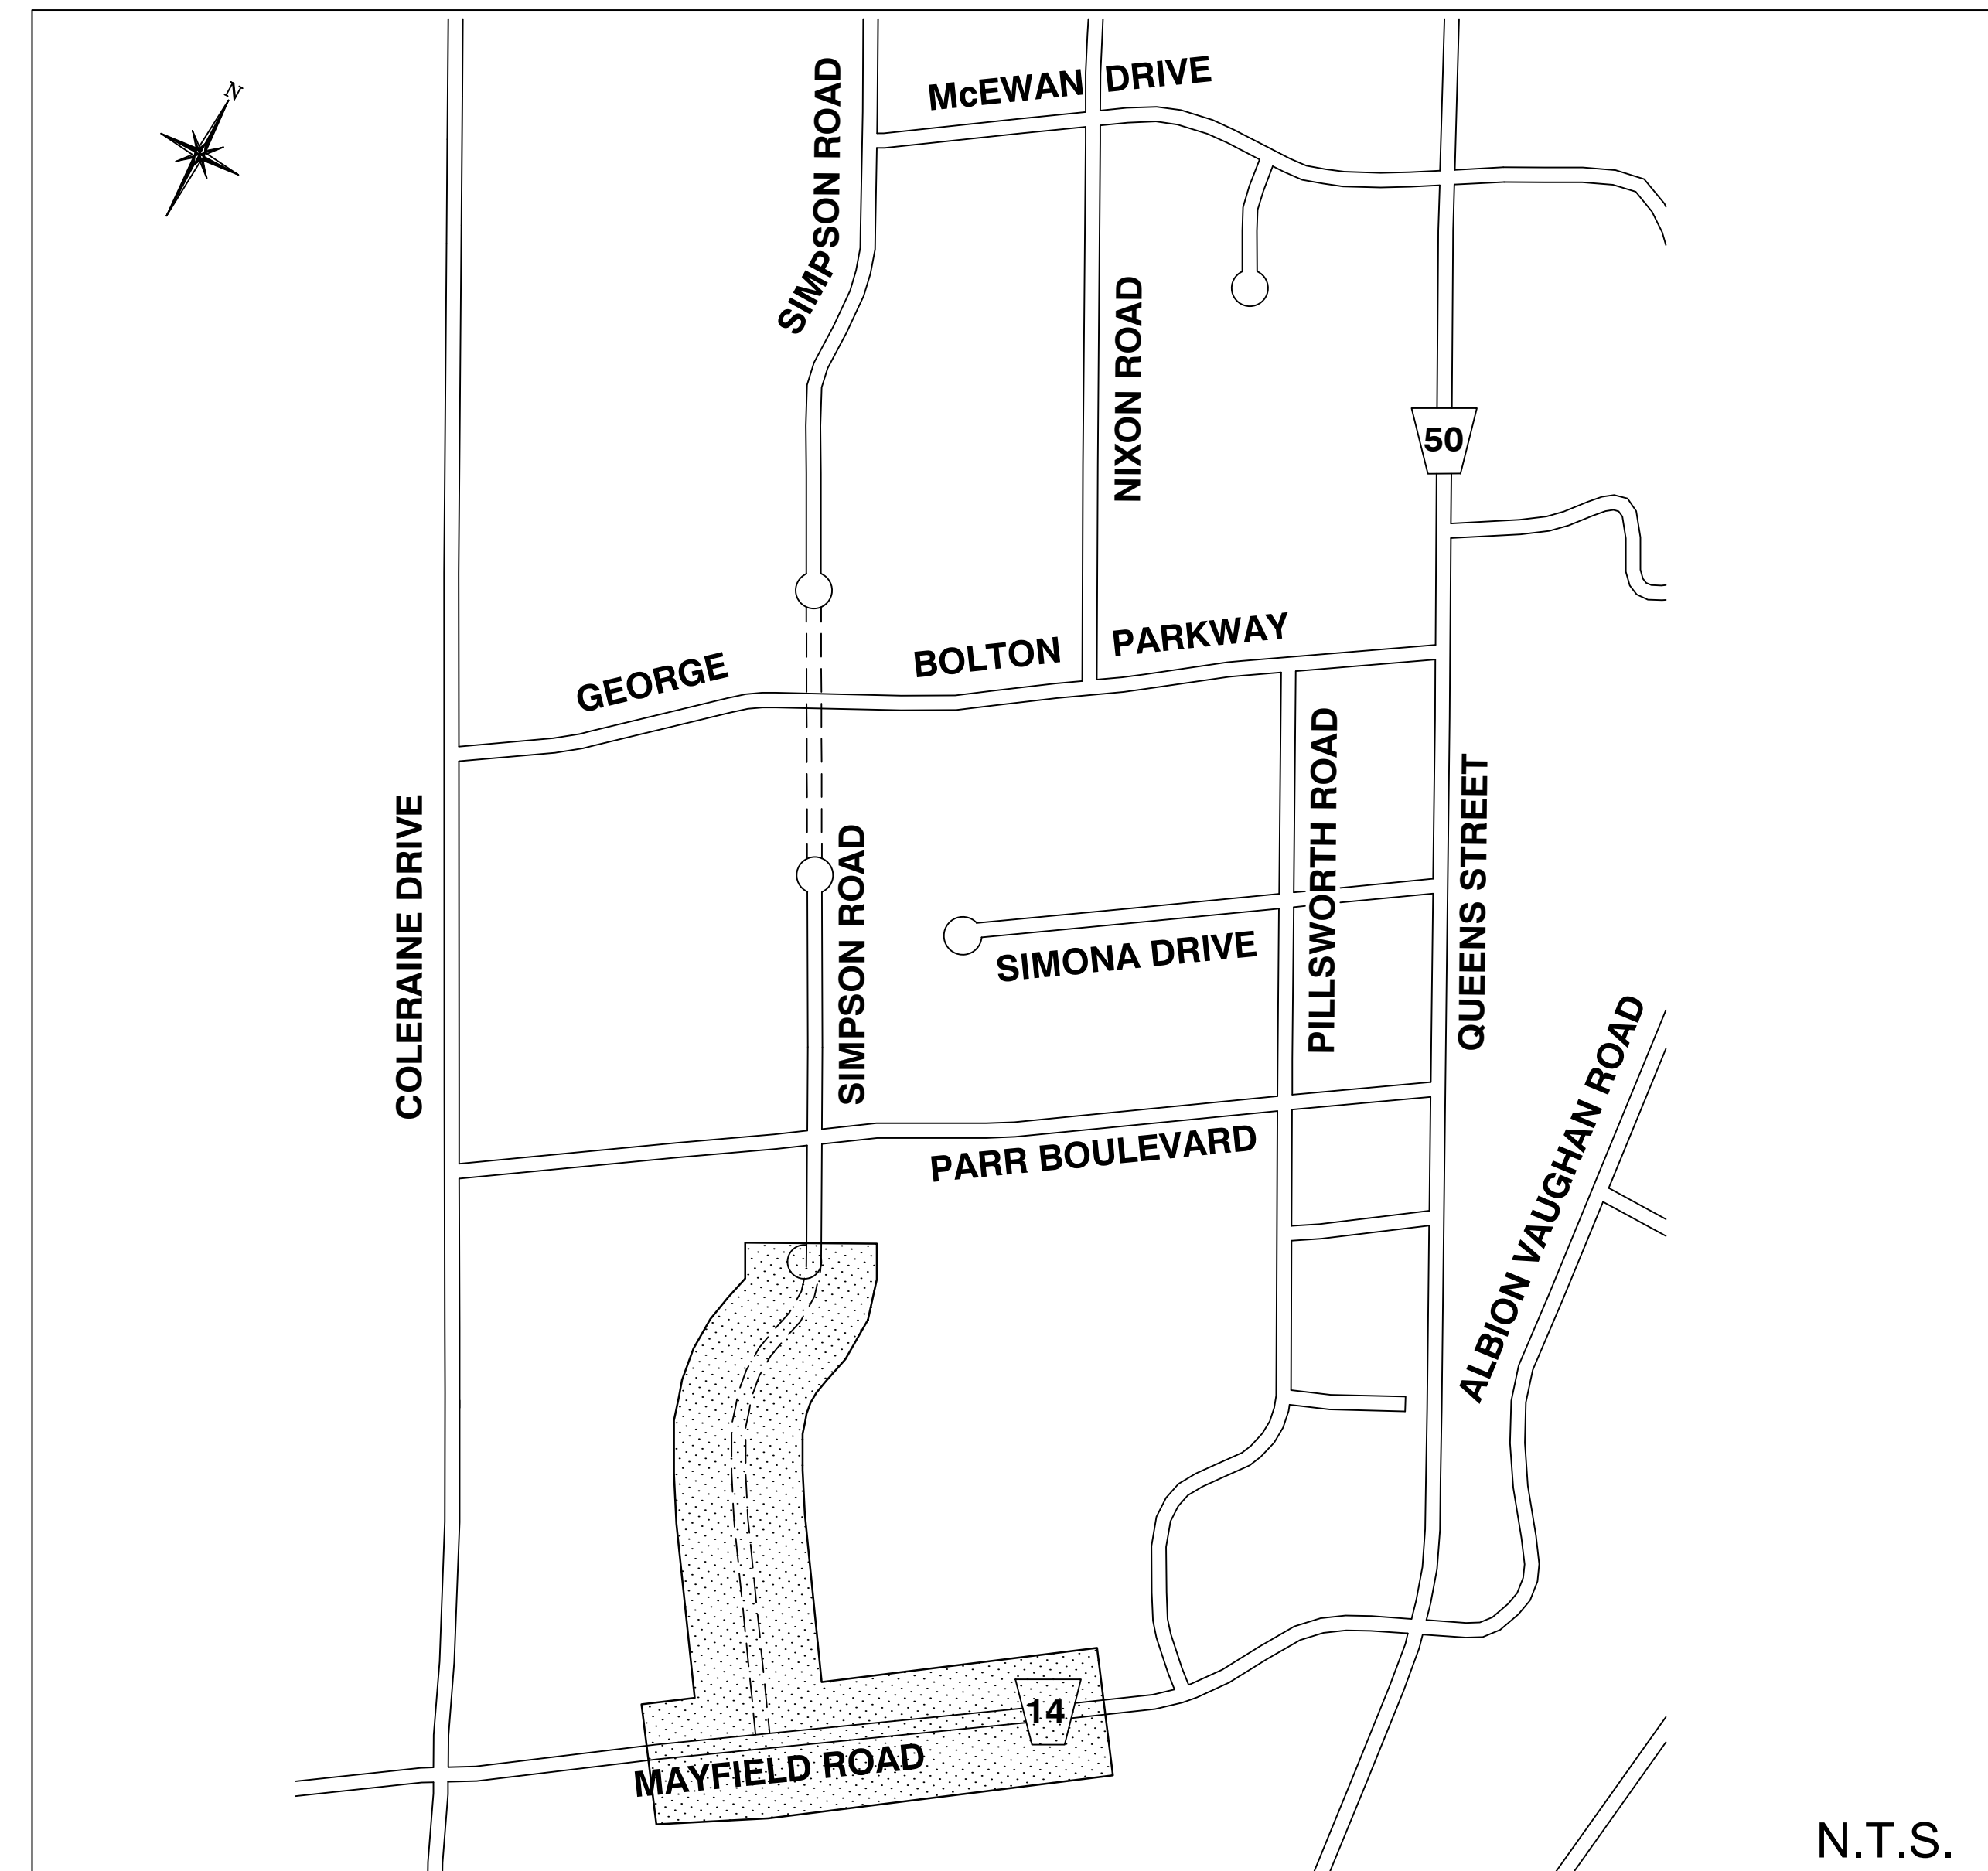 N
SIMPSON ROAD
McEWAN DRIVE
NIXON ROAD
50
GEORGE BOLTON PARKWAY
COLERAINE DRIVE
SIMPSON ROAD
SIMONA DRIVE
PILLSWORTH ROAD
QUEENS STREET
PARR BOULEVARD
ALBION VAUGHAN ROAD
14
MAYFIELD ROAD
N.T.S.